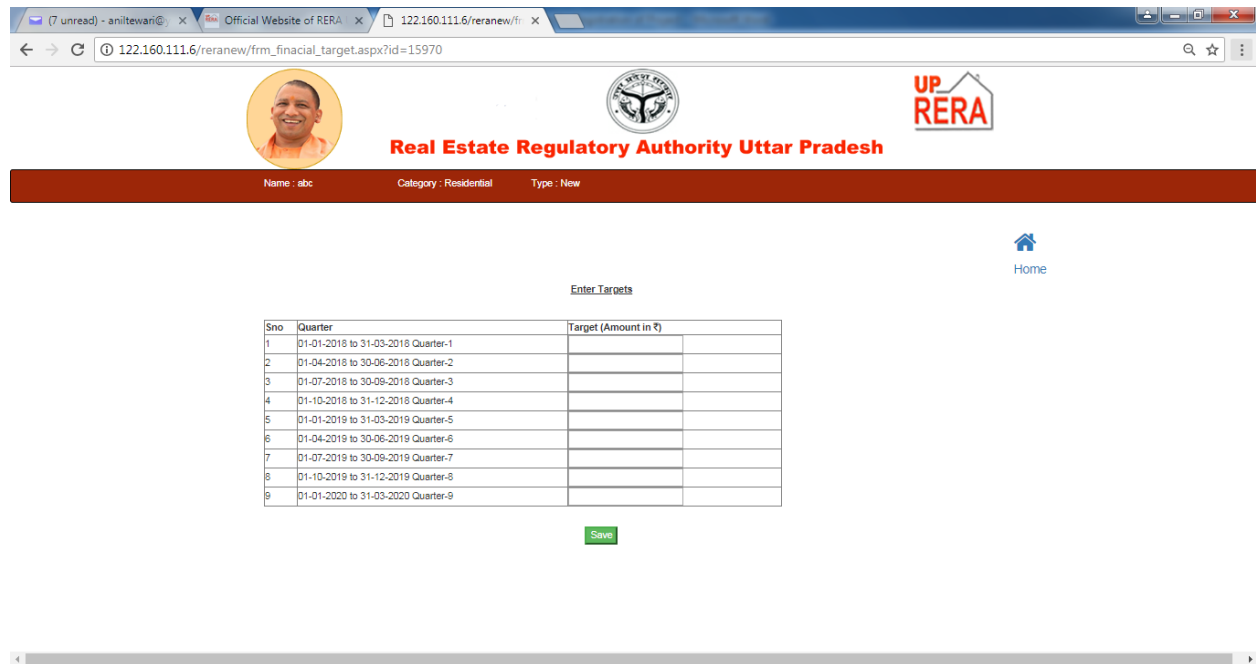 (7 unread) - aniltewari@y
Official Website of RERA
122.160.111.6/reranew/fr
122.160.111.6/reranew/frm_finacial_target.aspx?id=15970
UP
RERA
Real Estate Regulatory Authority Uttar Pradesh
Name : abc Category : Residential Type : New
Home
Enter Targets
Sno Quarter Target (Amount in ₹)
1 01-01-2018 to 31-03-2018 Quarter-1
2 01-04-2018 to 30-06-2018 Quarter-2
3 01-07-2018 to 30-09-2018 Quarter-3
4 01-10-2018 to 31-12-2018 Quarter-4
5 01-01-2019 to 31-03-2019 Quarter-5
6 01-04-2019 to 30-06-2019 Quarter-6
7 01-07-2019 to 30-09-2019 Quarter-7
8 01-10-2019 to 31-12-2019 Quarter-8
9 01-01-2020 to 31-03-2020 Quarter-9
Save